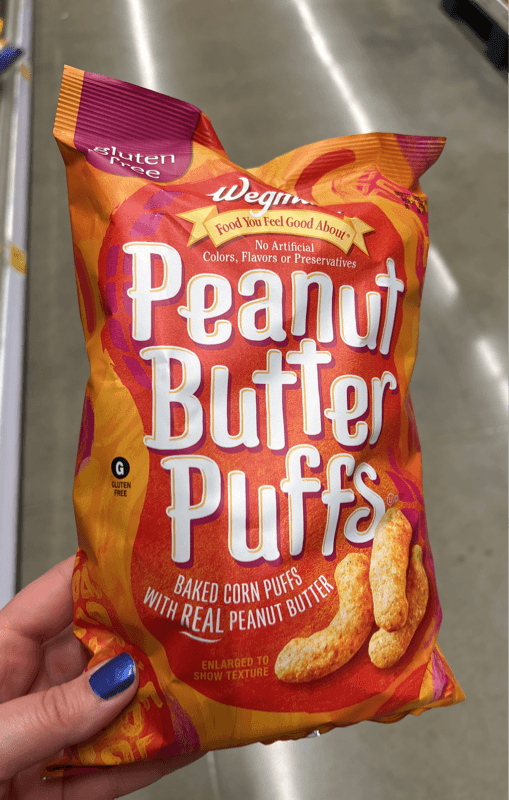 gluten
free
Food You Feel Good About
No Artificial
Colors, Flavors or Preservatives
Peanut
Butter
Puffs
G
GLUTEN
FREE
BAKED CORN PUFFS
WITH REAL PEANUT BUTTER
ENLARGED TO
SHOW TEXTURE